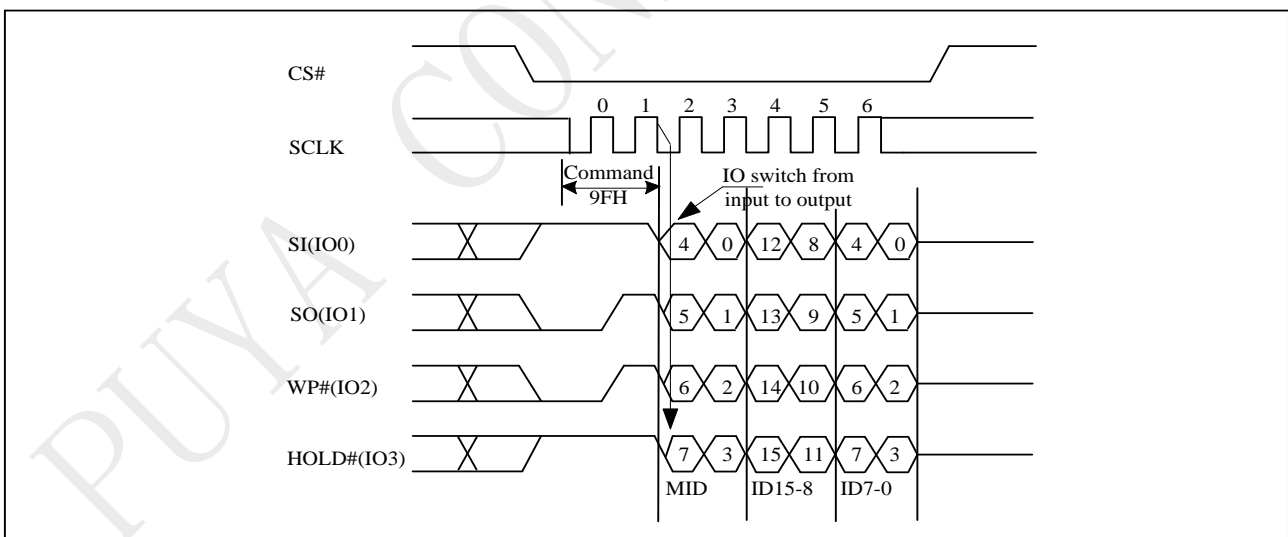 PUYA CON
CS#
0 1 2 3 4 5 6
SCLK
Command
9FH
IO switch from
input to output
SI(IO0)
4 0 12 8 4 0
SO(IO1)
5 1 13 9 5 1
WP#(IO2)
6 2 14 10 6 2
HOLD#(IO3)
7 3 15 11 7 3
MID ID15-8 ID7-0